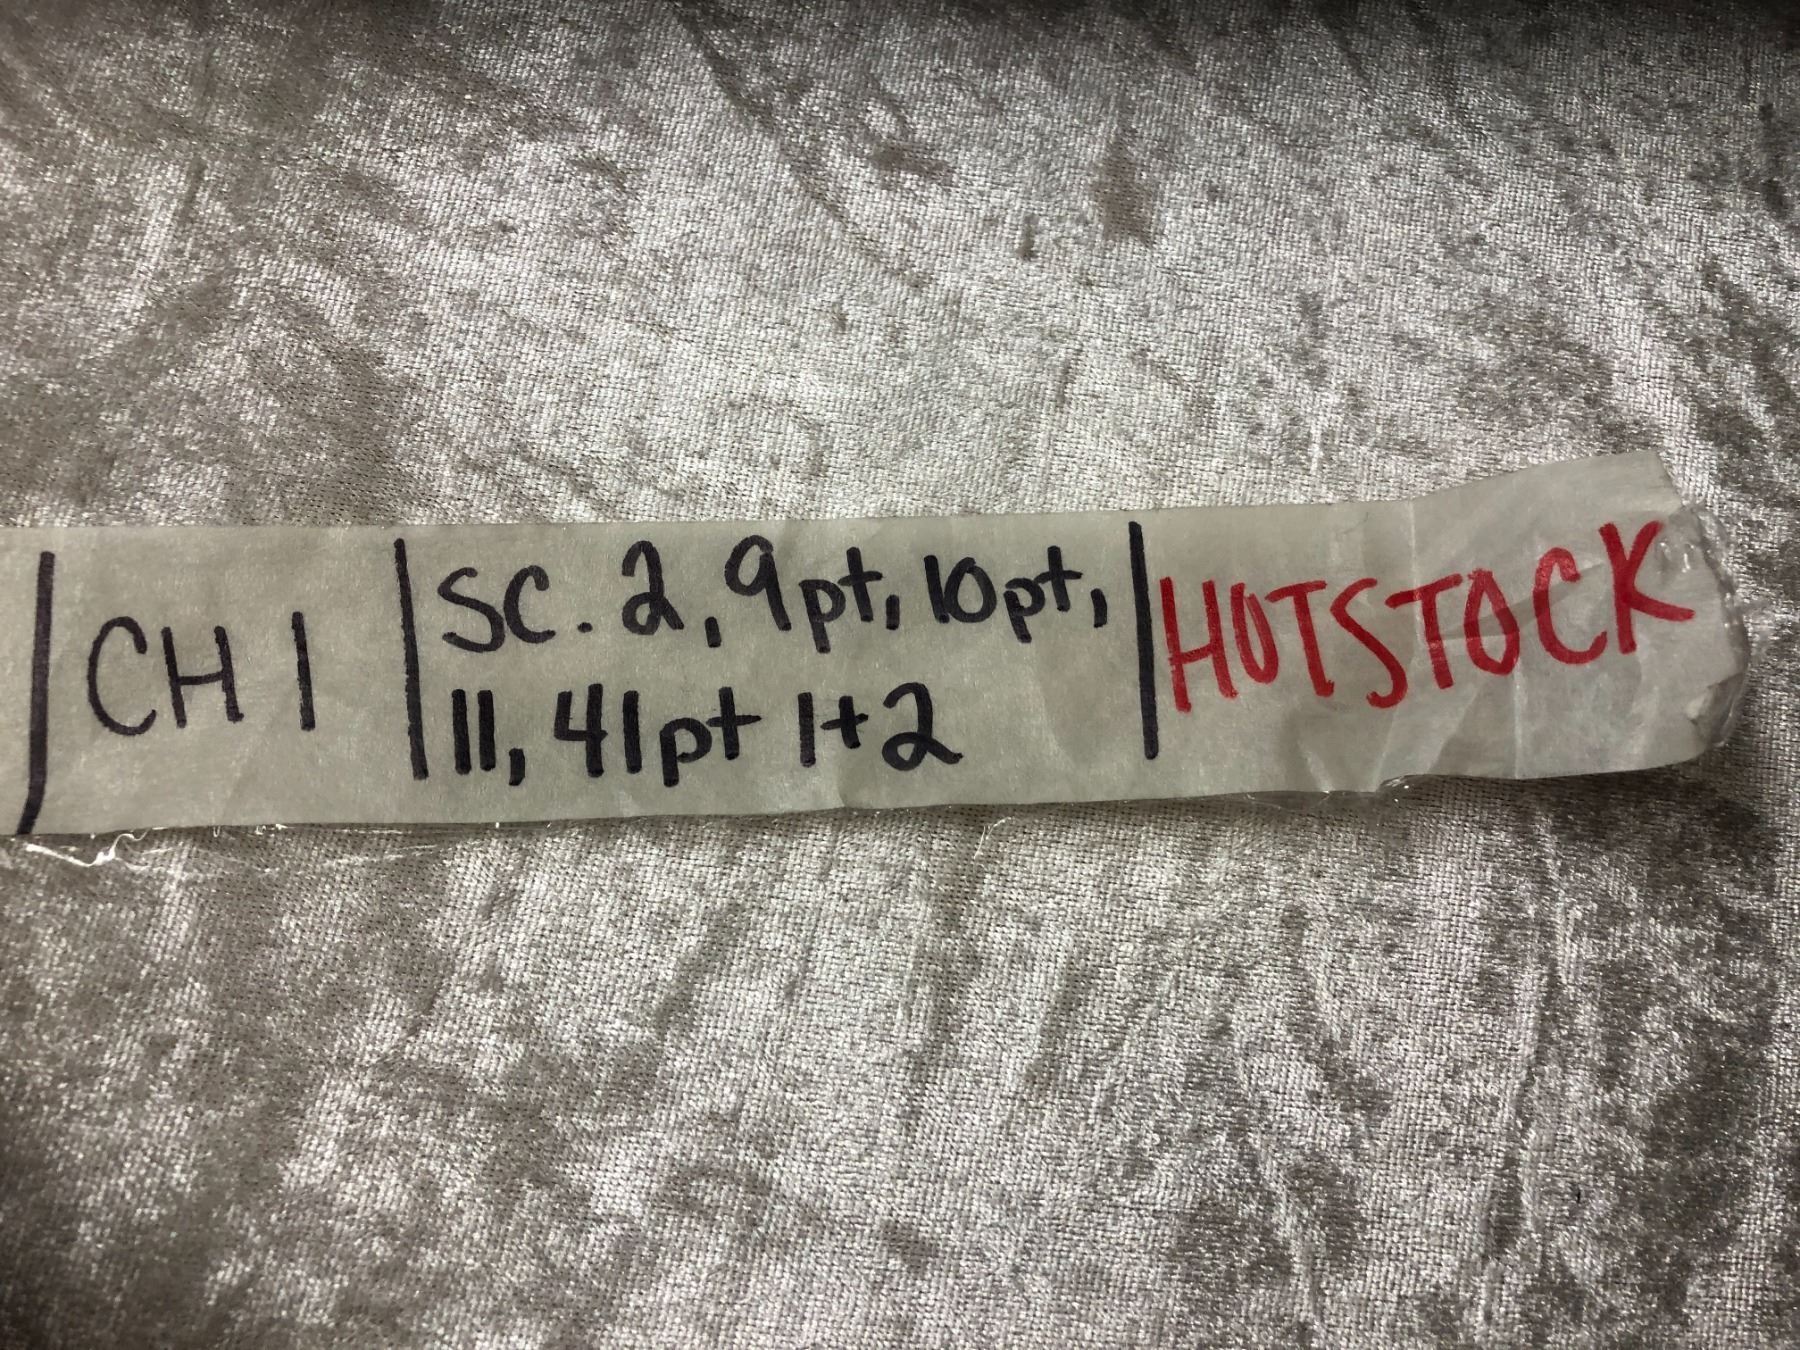 CH 1
SC. 2, 9pt, 10pt,
11, 41pt 1+2
HOTSTOCK